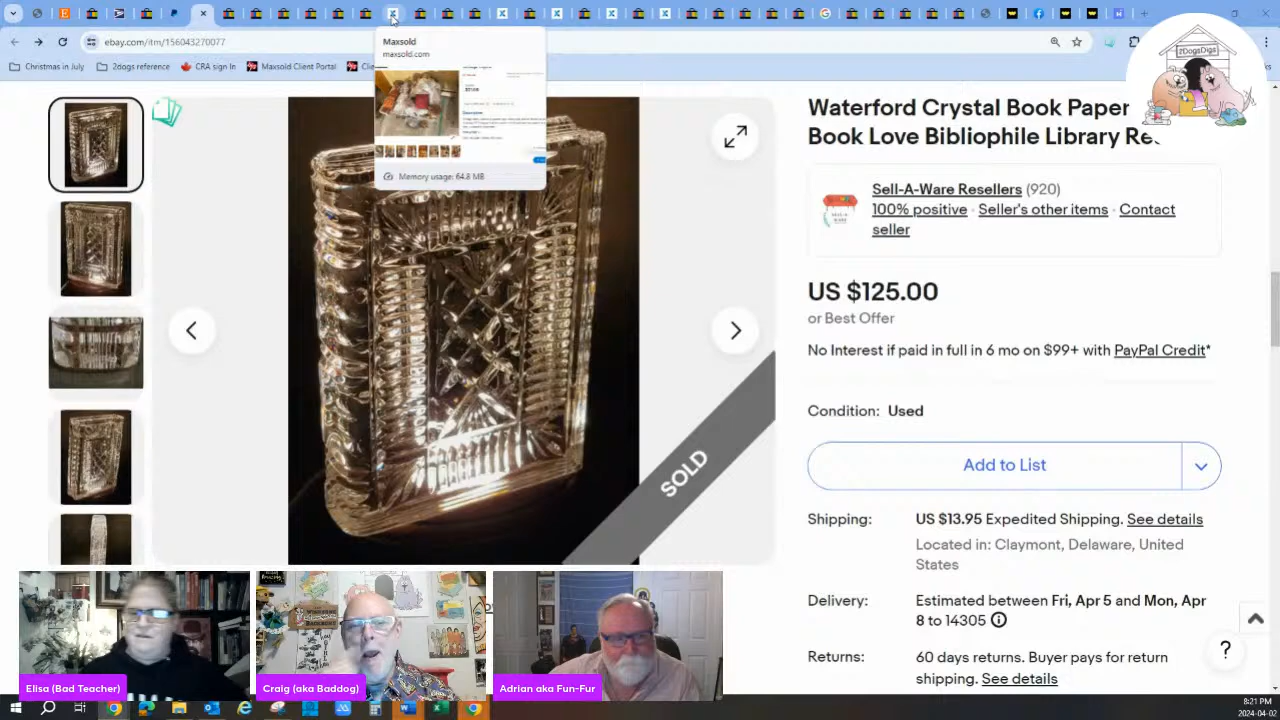 ebay.com/itm/156043270077
Christmas in July
2Dogs Conference
CRA Sign In
Maxsold Client Portal
Maxsold
maxsold.com
Memory usage: 64.8 MB
2DogsDigs
Waterford Crystal Book Paper
Book Love Bibliophile Library Re
Sell-A-Ware Resellers (920)
100% positive · Seller's other items · Contact
seller
US $125.00
or Best Offer
No Interest if paid in full in 6 mo on $99+ with PayPal Credit*
Condition: Used
Add to List
SOLD
Shipping: US $13.95 Expedited Shipping. See details
Located in: Claymont, Delaware, United
States
Delivery: Estimated between Fri, Apr 5 and Mon, Apr
8 to 14305
Returns: 60 days returns. Buyer pays for return
shipping. See details
?
Elisa (Bad Teacher)
Craig (aka Baddog)
Adrian aka Fun-Fur
8:21 PM
2024-04-02